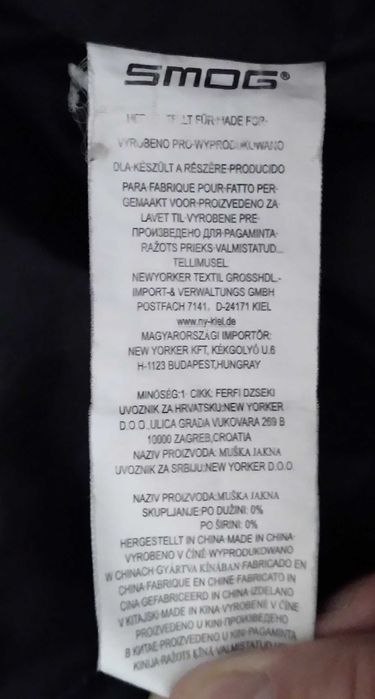 SMOG®
FÜR·MADE FOR·
VYROBENO PRO·WYPRODUKOWANO
DLA·KÉSZÜLT A RÉSZÉRE·PRODUCIDO
PARA·FABRIQUE POUR·FATTO PER·
GEMAAKT VOOR·PROIZVEDENO ZA·
LAVET TIL·VYROBENE PRE·
ПРОИЗВЕДЕНО ДЛЯ·PAGAMINTA·
RAŽOTS PRIEKS·VALMISTATUD...
TELLIMUSEL:
NEWYORKER TEXTIL GROSSHDL.-
IMPORT-& VERWALTUNGS GMBH
POSTFACH 7141, D-24171 KIEL
www.ny-kiel.de
MAGYARORSZÁGI IMPORTŐR:
NEW YORKER KFT, KÉKGOLYÓ U.6
H-1123 BUDAPEST,HUNGRAY
MINŐSÉG:1 CIKK: FERFI DZSEKI
UVOZNIK ZA HRVATSKU:NEW YORKER
D.O.O.,ULICA GRADA VUKOVARA 269 B
10000 ZAGREB,CROATIA
NAZIV PROIZVODA: MUŠKA JAKNA
UVOZNIK ZA SRBIJU:NEW YORKER D.O.O.
NAZIV PROIZVODA:MUŠKA JAKNA
SKUPLJANJE:PO DUŽINI: 0%
PO ŠIRINI: 0%
HERGESTELLT IN CHINA·MADE IN CHINA·
VYROBENO V ČÍNĚ·WYPRODUKOWANO
W CHINACH·GYÁRTVA KÍNÁBAN·FABRICADO EN
CHINA·FABRIQUE EN CHINE·FABRICATO IN
CINA·GEFABRICEERD IN CHINA·IZDELANO
V KITAJSKI·MADE IN KINA·VYROBENÉ V ČÍNE
PROIZVEDENO U KINI·ПРОИЗВЕДЕНО
В КИТАЕ·PROIZVEDENO U KINI·PAGAMINTA
KINIJA·RAŽOTS ĶĪNĀ·VALMISTATUD